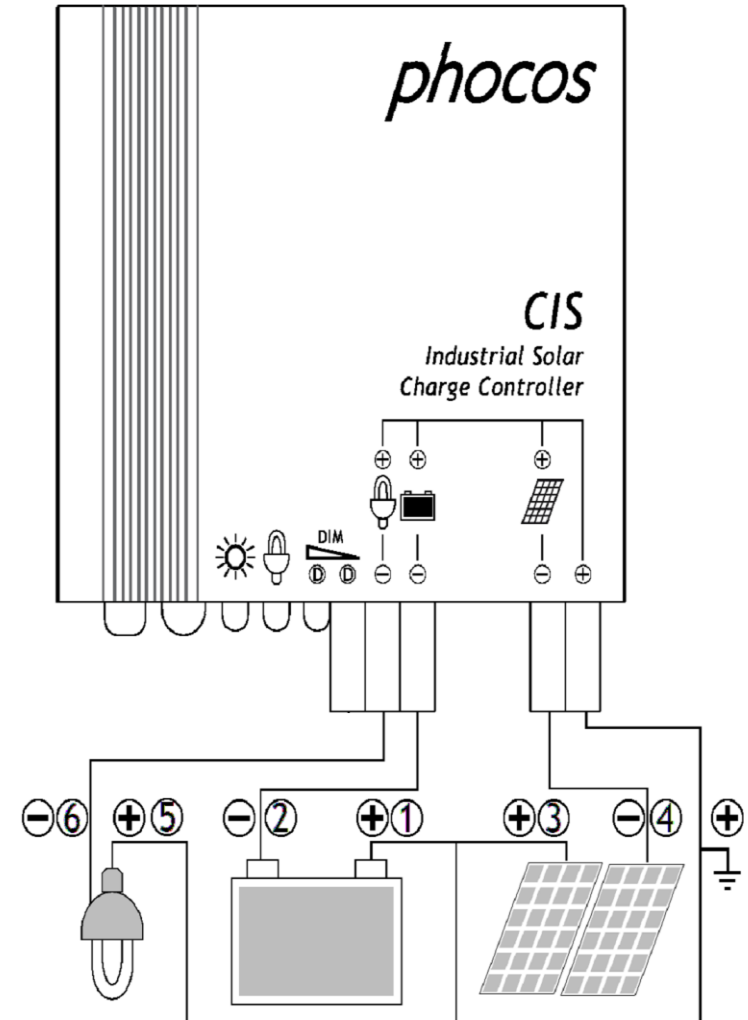 phocos
CIS
Industrial Solar
Charge Controller
+ + +
DIM
D D − − − +
− 6 + 5 − 2 + 1 + 3 − 4 +